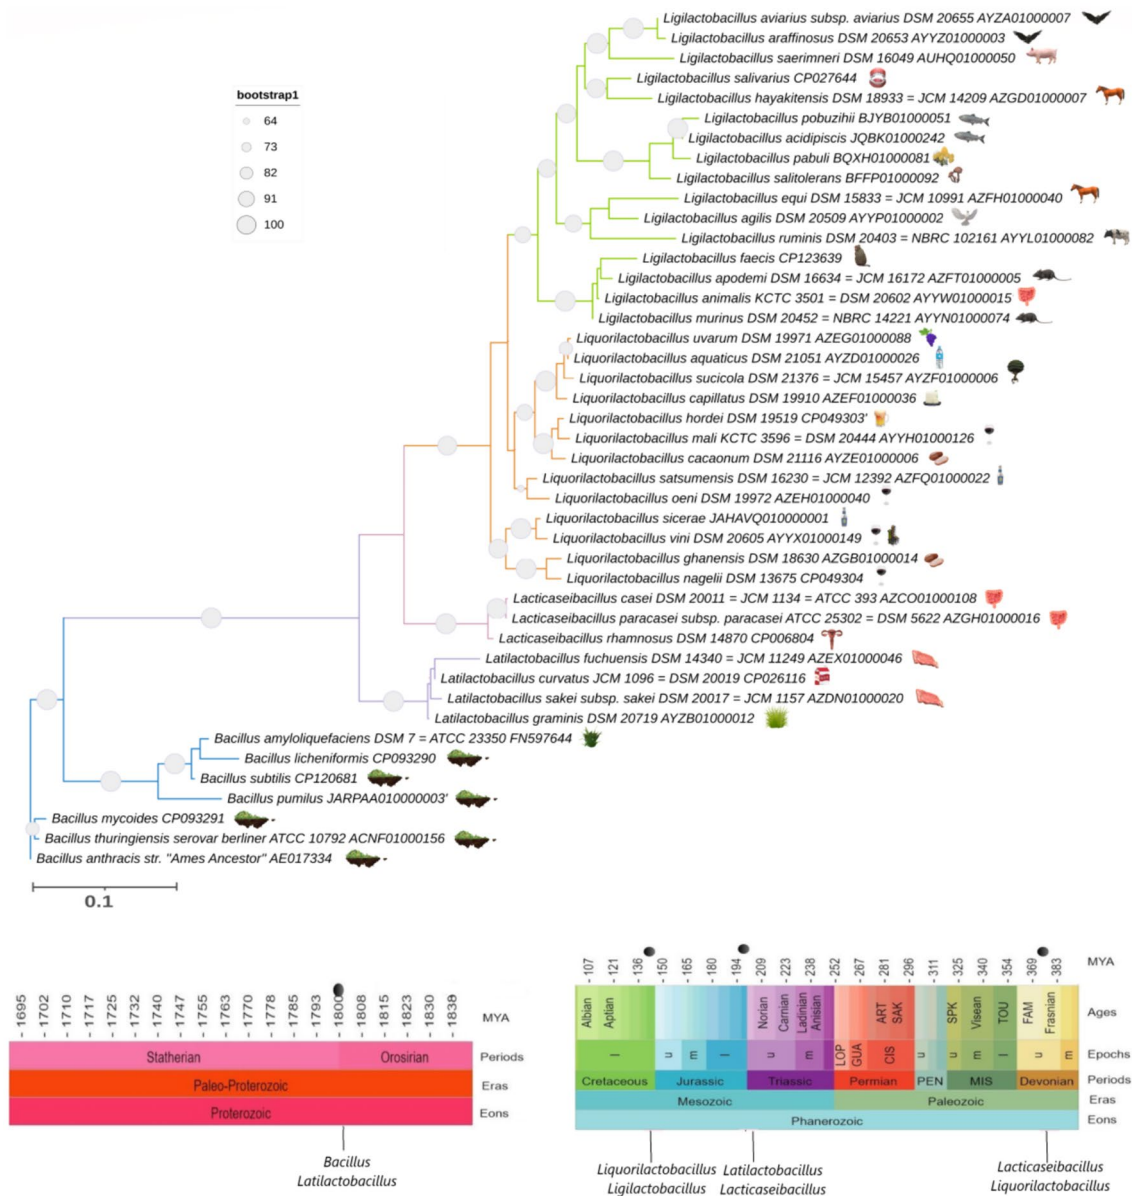 Ligilactobacillus aviarius subsp. aviarius DSM 20655 AYZA01000007
Ligilactobacillus araffinosus DSM 20653 AYYZ01000003
Ligilactobacillus saerimneri DSM 16049 AUHQ01000050
Ligilactobacillus salivarius CP027644
Ligilactobacillus hayakitensis DSM 18933 = JCM 14209 AZGD01000007
Ligilactobacillus pobuzihii BJYB01000051
Ligilactobacillus acidipiscis JQBK01000242
Ligilactobacillus pabuli BQXH01000081
Ligilactobacillus salitolerans BFFP01000092
Ligilactobacillus equi DSM 15833 = JCM 10991 AZFH01000040
Ligilactobacillus agilis DSM 20509 AYYP01000002
Ligilactobacillus ruminis DSM 20403 = NBRC 102161 AYYL01000082
Ligilactobacillus faecis CP123639
Ligilactobacillus apodemi DSM 16634 = JCM 16172 AZFT01000005
Ligilactobacillus animalis KCTC 3501 = DSM 20602 AYYW01000015
Ligilactobacillus murinus DSM 20452 = NBRC 14221 AYYN01000074
Liquorilactobacillus uvarum DSM 19971 AZEG01000088
Liquorilactobacillus aquaticus DSM 21051 AYZD01000026
Liquorilactobacillus sucicola DSM 21376 = JCM 15457 AYZF01000006
Liquorilactobacillus capillatus DSM 19910 AZEF01000036
Liquorilactobacillus hordei DSM 19519 CP049303'
Liquorilactobacillus mali KCTC 3596 = DSM 20444 AYYH01000126
Liquorilactobacillus cacaonum DSM 21116 AYZE01000006
Liquorilactobacillus satsumensis DSM 16230 = JCM 12392 AZFQ01000022
Liquorilactobacillus oeni DSM 19972 AZEH01000040
Liquorilactobacillus sicerae JAHAVQ010000001
Liquorilactobacillus vini DSM 20605 AYYX01000149
Liquorilactobacillus ghanensis DSM 18630 AZGB01000014
Liquorilactobacillus nagelii DSM 13675 CP049304
Lacticaseibacillus casei DSM 20011 = JCM 1134 = ATCC 393 AZCO01000108
Lacticaseibacillus paracasei subsp. paracasei ATCC 25302 = DSM 5622 AZGH01000016
Lacticaseibacillus rhamnosus DSM 14870 CP006804
Latilactobacillus fuchuensis DSM 14340 = JCM 11249 AZEX01000046
Latilactobacillus curvatus JCM 1096 = DSM 20019 CP026116
Latilactobacillus sakei subsp. sakei DSM 20017 = JCM 1157 AZDN01000020
Latilactobacillus graminis DSM 20719 AYZB01000012
Bacillus amyloliquefaciens DSM 7 = ATCC 23350 FN597644
Bacillus licheniformis CP093290
Bacillus subtilis CP120681
Bacillus pumilus JARPAA010000003'
Bacillus mycoides CP093291
Bacillus thuringiensis serovar berliner ATCC 10792 ACNF01000156
Bacillus anthracis str. "Ames Ancestor" AE017334
bootstrap1
64
73
82
91
100
0.1
1695 1702 1710 1717 1725 1732 1740 1747 1755 1763 1770 1778 1785 1793 1800 1808 1815 1823 1830 1838 MYA
Statherian Orosirian Periods
Paleo-Proterozoic Eras
Proterozoic Eons
Bacillus
Latilactobacillus
107 121 136 150 165 180 194 209 223 238 252 267 281 296 311 325 340 354 369 383 MYA
Albian Aptian Norian Carnian Ladinian Anisian ART SAK SPK Visean TOU FAM Frasnian Ages
l u m l u m LOP GUA CIS u u m l u m Epochs
Cretaceous Jurassic Triassic Permian PEN MIS Devonian Periods
Mesozoic Paleozoic Eras
Phanerozoic Eons
Liquorilactobacillus
Ligilactobacillus
Latilactobacillus
Lacticaseibacillus
Lacticaseibacillus
Liquorilactobacillus